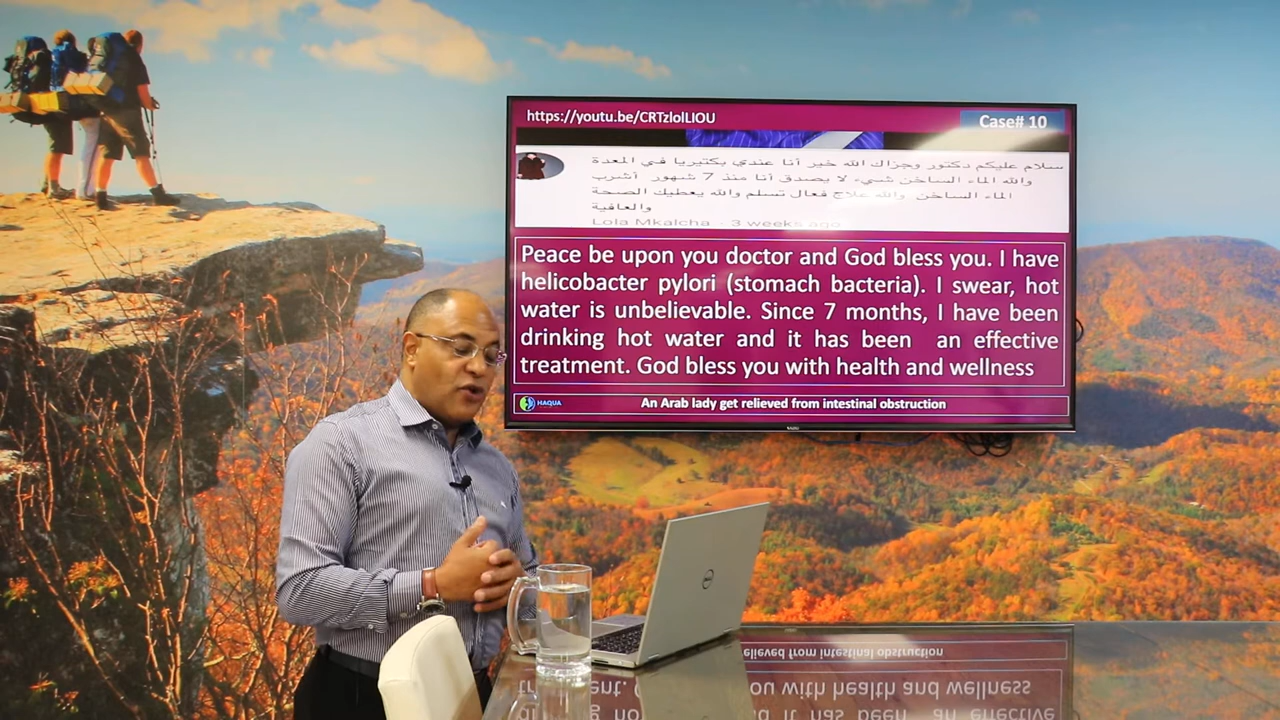 https://youtu.be/CRTzlolLIOU
Case# 10
سلام عليكم دكتور وجزاك الله خير أنا عندي بكتيريا في المعدة
والله الماء الساخن شيء لا يصدق أنا منذ 7 شهور أشرب
الماء الساخن والله علاج فعال تسلم والله يعطيك الصحة
والعافية
Lola Mkalcha - 3 weeks ago
Peace be upon you doctor and God bless you. I have
helicobacter pylori (stomach bacteria). I swear, hot
water is unbelievable. Since 7 months, I have been
drinking hot water and it has been an effective
treatment. God bless you with health and wellness
HAQUA
An Arab lady get relieved from intestinal obstruction
DELL